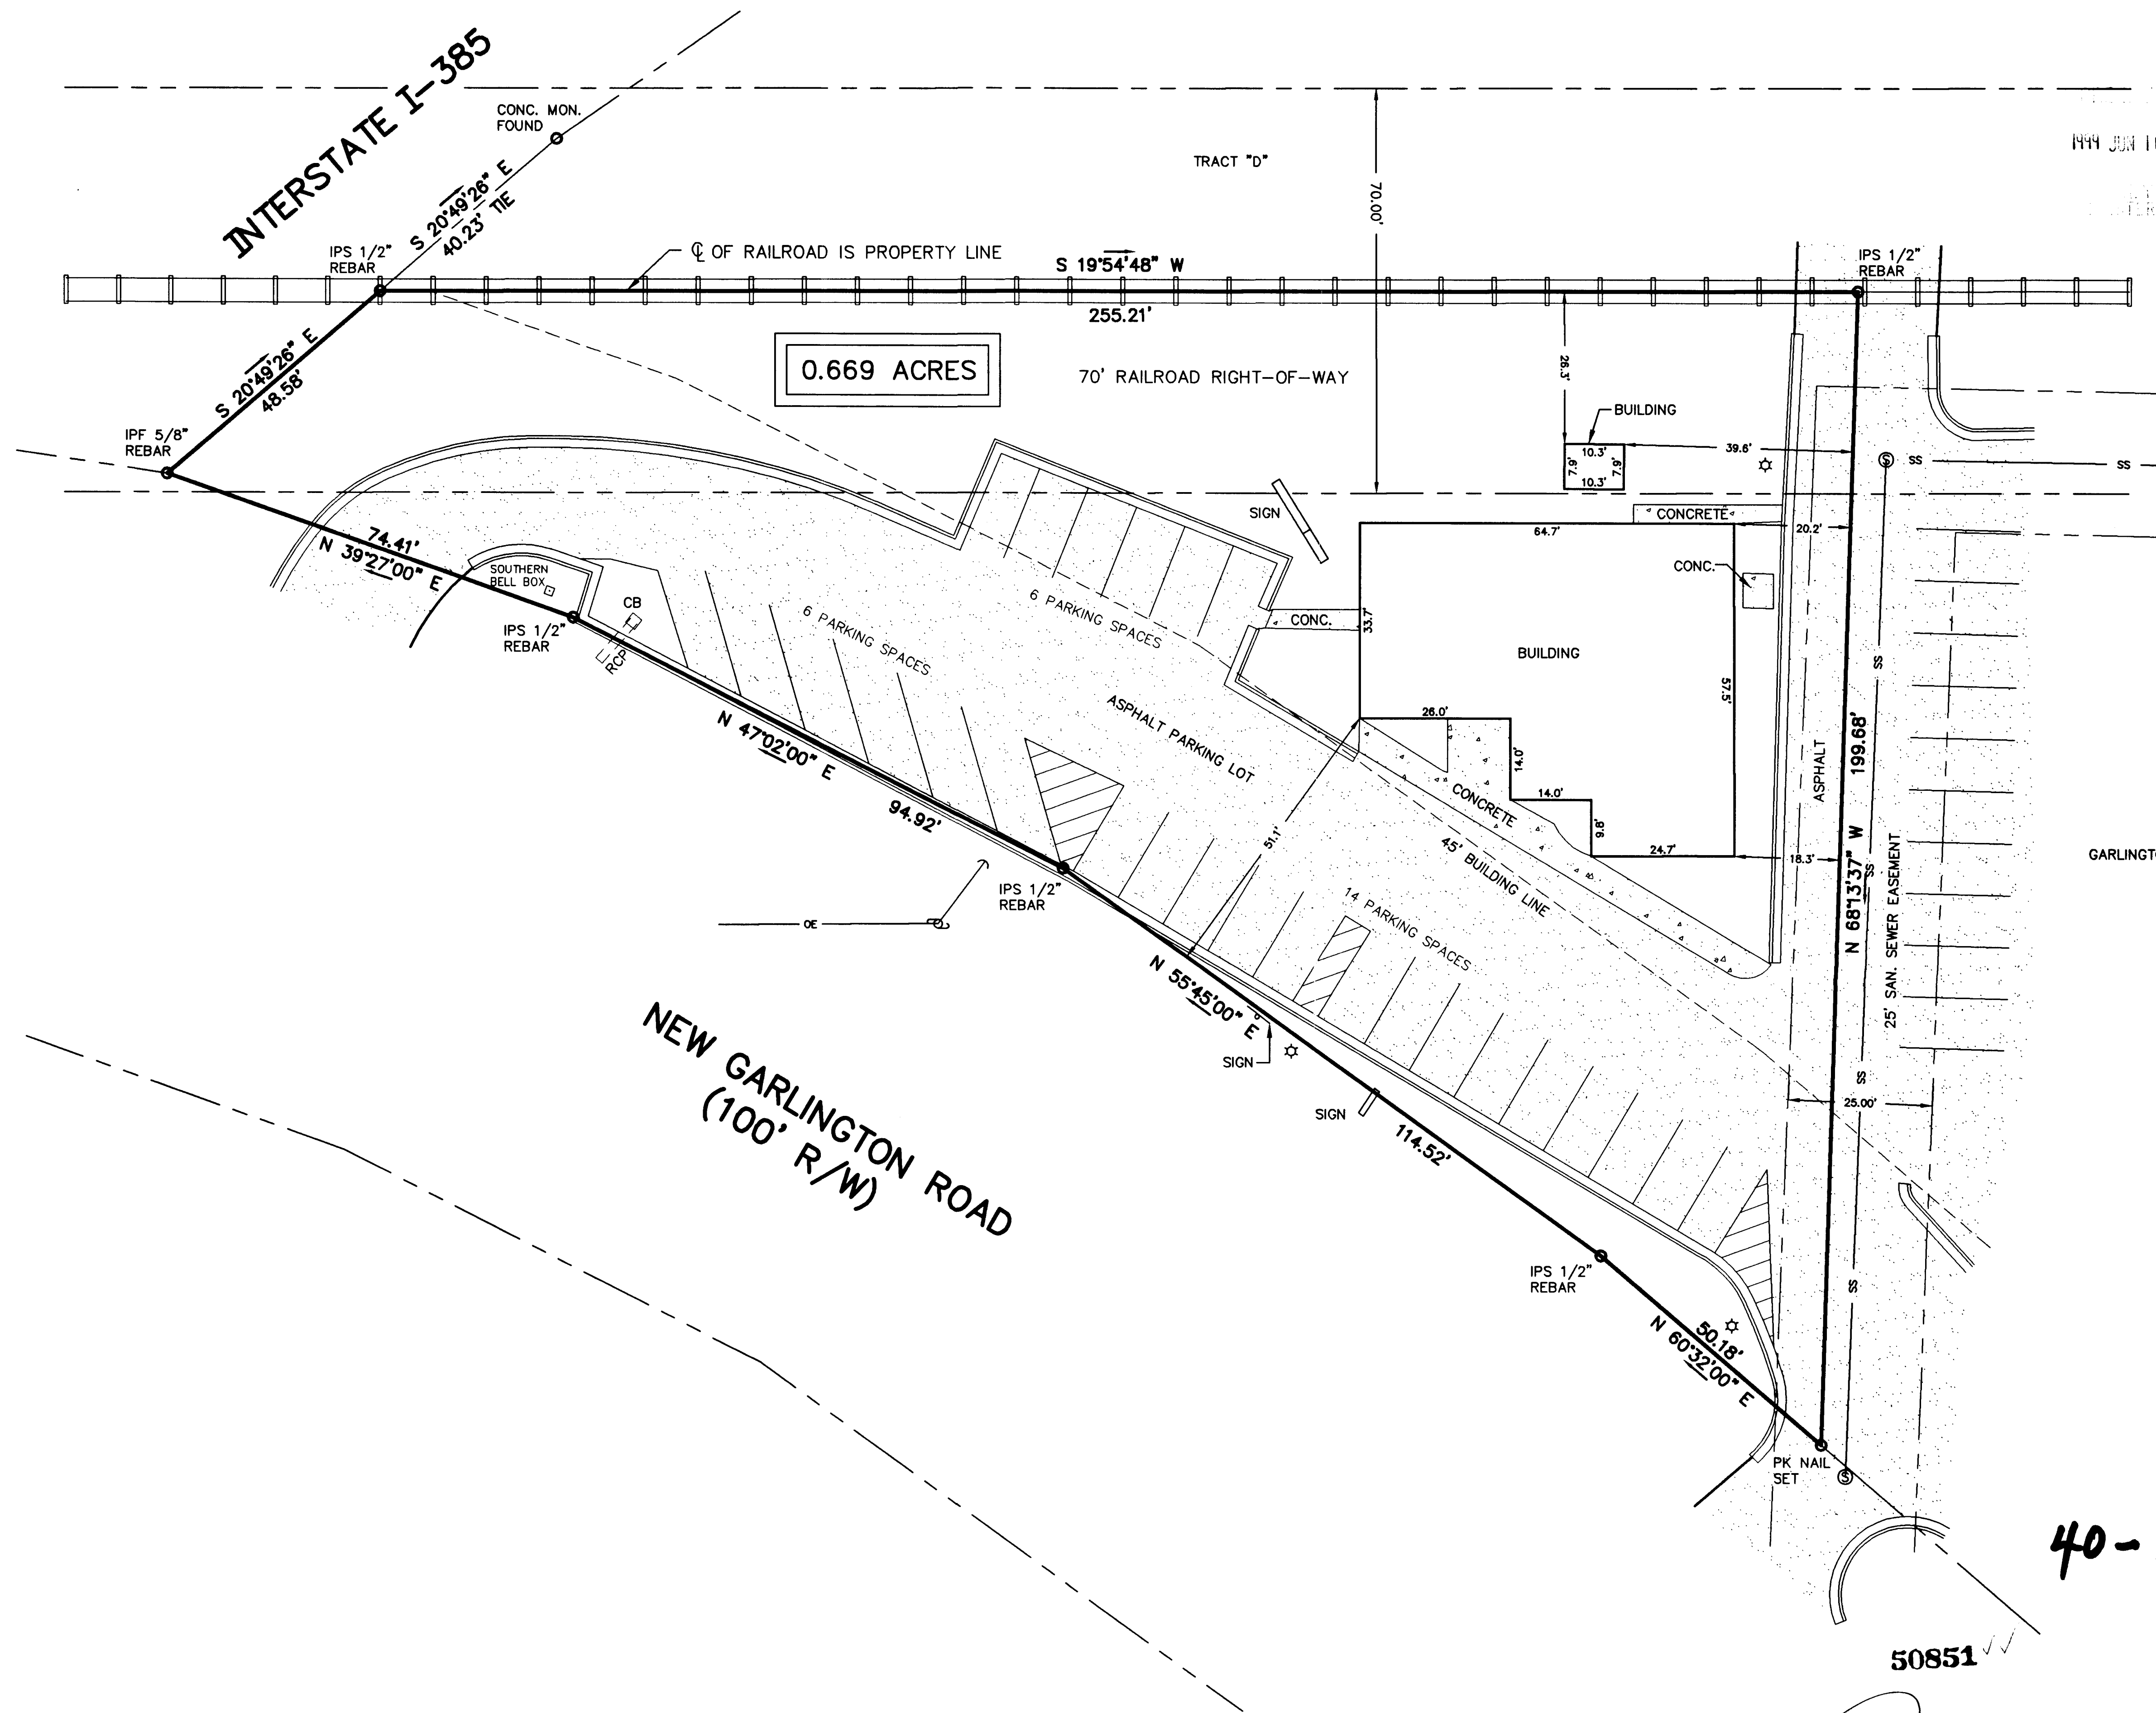 INTERSTATE I-385
CONC. MON.
FOUND
S 20°49'26" E
40.23' TIE
IPS 1/2"
REBAR
℄ OF RAILROAD IS PROPERTY LINE
S 19°54'48" W
255.21'
TRACT "D"
70.00'
1999 JUN
IPS 1/2"
REBAR
S 20°49'26" E
48.58'
0.669 ACRES
70' RAILROAD RIGHT-OF-WAY
26.3'
BUILDING
10.3'
7.9'
7.9'
10.3'
39.6'
S
SS
SS
IPF 5/8"
REBAR
74.41'
N 39°27'00" E
SOUTHERN
BELL BOX
CB
RCP
IPS 1/2"
REBAR
SIGN
CONCRETE
64.7'
20.2'
CONC.
CONC.
33.7'
BUILDING
57.5'
SS
6 PARKING SPACES
6 PARKING SPACES
ASPHALT PARKING LOT
26.0'
14.0'
14.0'
9.8'
24.7'
18.3'
CONCRETE
45' BUILDING LINE
51.1'
14 PARKING SPACES
ASPHALT
N 68°13'37" W 199.68'
SS
25' SAN. SEWER EASEMENT
GARLINGT
N 47°02'00" E
94.92'
IPS 1/2"
REBAR
OE
N 55°45'00" E
114.52'
SIGN
SIGN
SS
25.00'
NEW GARLINGTON ROAD
(100' R/W)
IPS 1/2"
REBAR
SS
50.18'
N 60°32'00" E
PK NAIL
SET
S
40-
50851